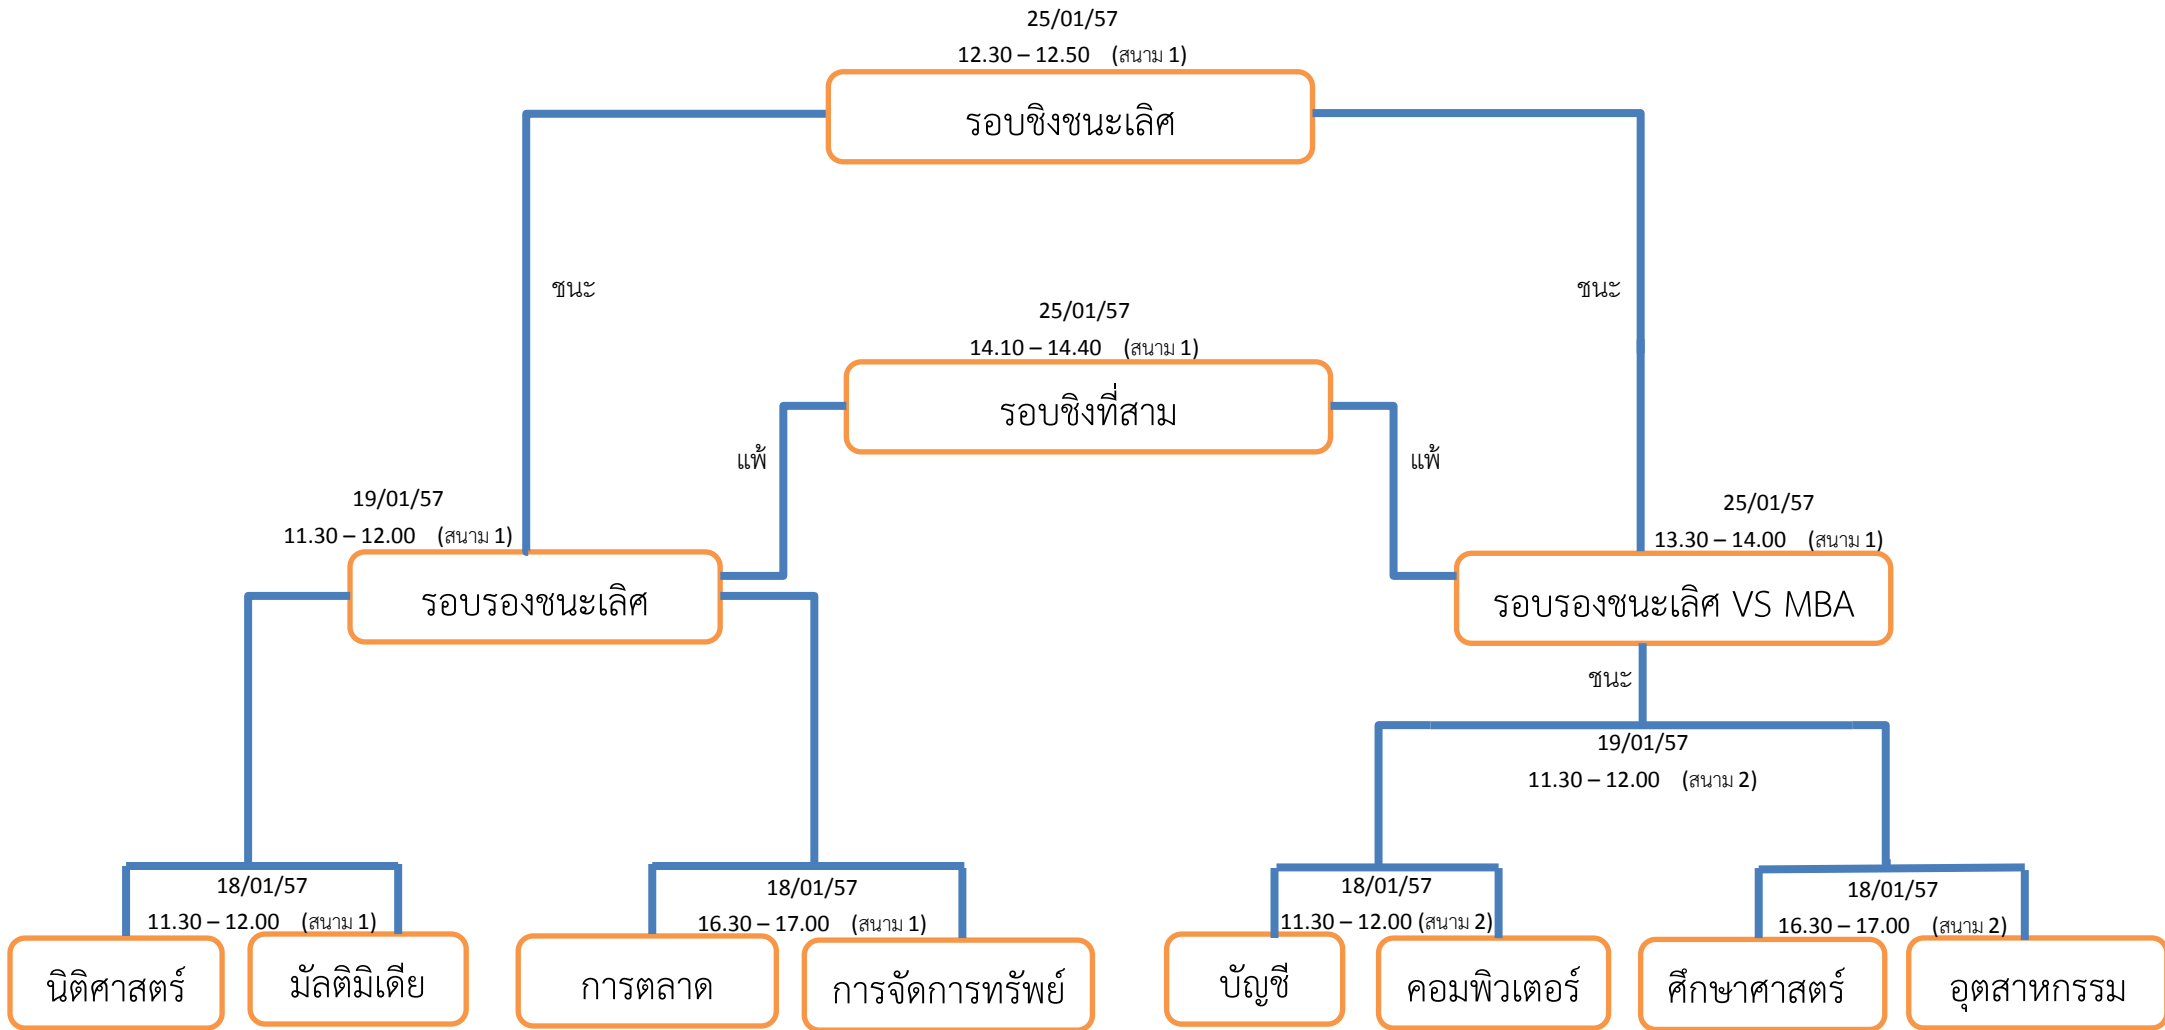 25/01/57
12.30 – 12.50 (สนาม 1)
รอบชิงชนะเลิศ
ชนะ
ชนะ
25/01/57
14.10 – 14.40 (สนาม 1)
รอบชิงที่สาม
แพ้
แพ้
19/01/57
11.30 – 12.00 (สนาม 1)
รอบรองชนะเลิศ
25/01/57
13.30 – 14.00 (สนาม 1)
รอบรองชนะเลิศ VS MBA
ชนะ
19/01/57
11.30 – 12.00 (สนาม 2)
18/01/57
11.30 – 12.00 (สนาม 1)
18/01/57
16.30 – 17.00 (สนาม 1)
18/01/57
11.30 – 12.00 (สนาม 2)
18/01/57
16.30 – 17.00 (สนาม 2)
นิติศาสตร์
มัลติมิเดีย
การตลาด
การจัดการทรัพย์
บัญชี
คอมพิวเตอร์
ศึกษาศาสตร์
อุตสาหกรรม